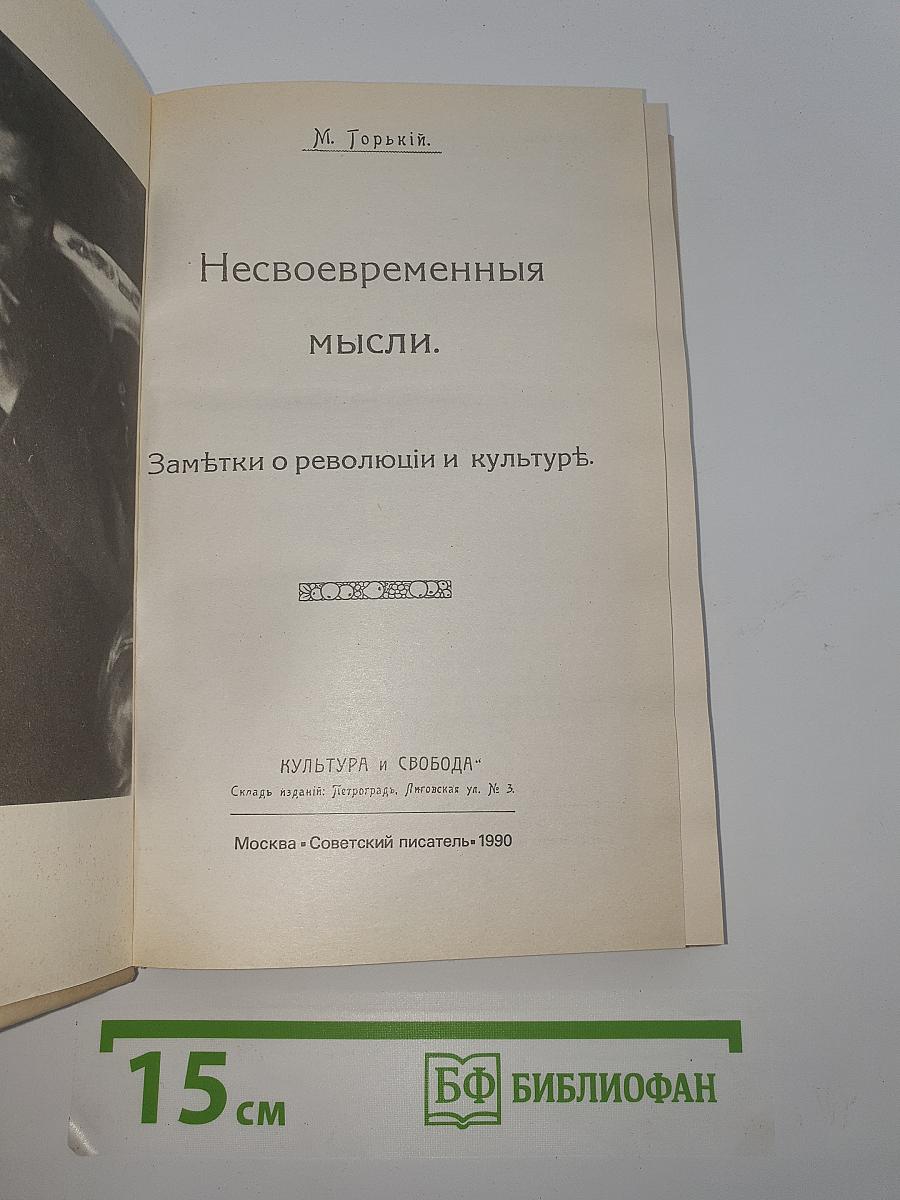 М. Горькій.
Несвоевременныя
мысли.
Замѣтки о революціи и культурѣ.
КУЛЬТУРА и СВОБОДА"
Складъ изданій: Петроградъ, Лиговская ул. № 3.
Москва ▪ Советский писатель ▪ 1990
15 см
БФ БИБЛИОФАН